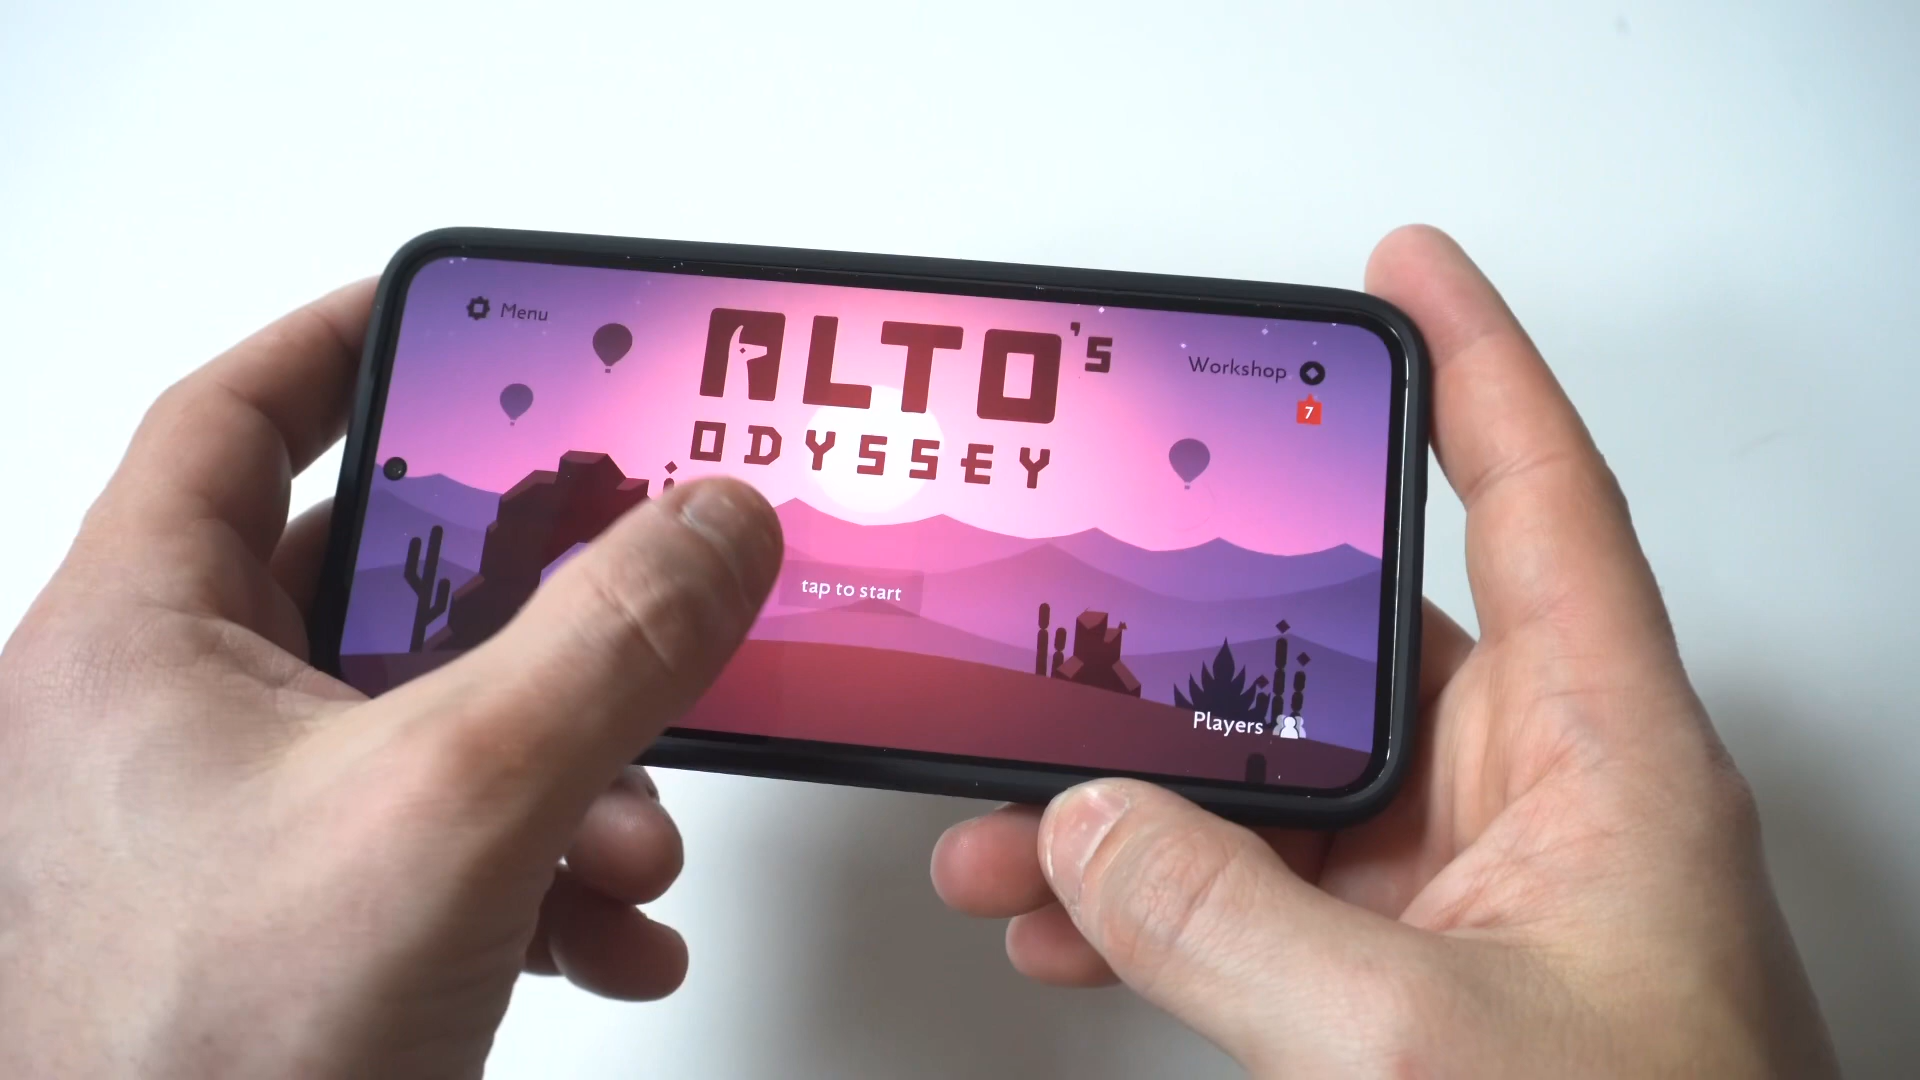 Menu
ALTO'S
ODYSSEY
Workshop
7
tap to start
Players